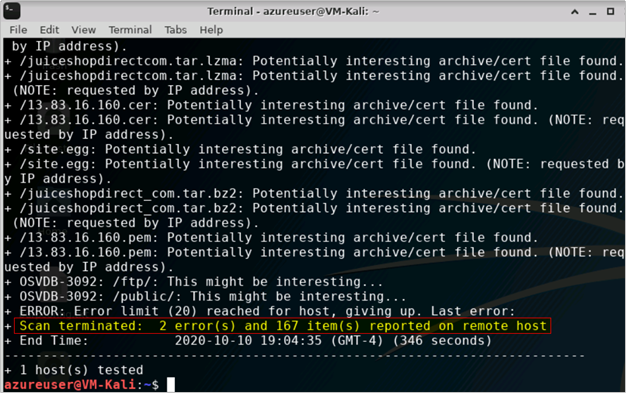 Terminal - azureuser@VM-Kali: ~
File Edit View Terminal Tabs Help
by IP address).
+ /juiceshopdirectcom.tar.lzma: Potentially interesting archive/cert file found.
+ /juiceshopdirectcom.tar.lzma: Potentially interesting archive/cert file found.
(NOTE: requested by IP address).
+ /13.83.16.160.cer: Potentially interesting archive/cert file found.
+ /13.83.16.160.cer: Potentially interesting archive/cert file found. (NOTE: req
uested by IP address).
+ /site.egg: Potentially interesting archive/cert file found.
+ /site.egg: Potentially interesting archive/cert file found. (NOTE: requested b
y IP address).
+ /juiceshopdirect_com.tar.bz2: Potentially interesting archive/cert file found.
+ /juiceshopdirect_com.tar.bz2: Potentially interesting archive/cert file found.
(NOTE: requested by IP address).
+ /13.83.16.160.pem: Potentially interesting archive/cert file found.
+ /13.83.16.160.pem: Potentially interesting archive/cert file found. (NOTE: req
uested by IP address).
+ OSVDB-3092: /ftp/: This might be interesting...
+ OSVDB-3092: /public/: This might be interesting...
+ ERROR: Error limit (20) reached for host, giving up. Last error:
+ Scan terminated: 2 error(s) and 167 item(s) reported on remote host
+ End Time: 2020-10-10 19:04:35 (GMT-4) (346 seconds)
---------------------------------------------------------------------------
+ 1 host(s) tested
azureuser@VM-Kali:~$